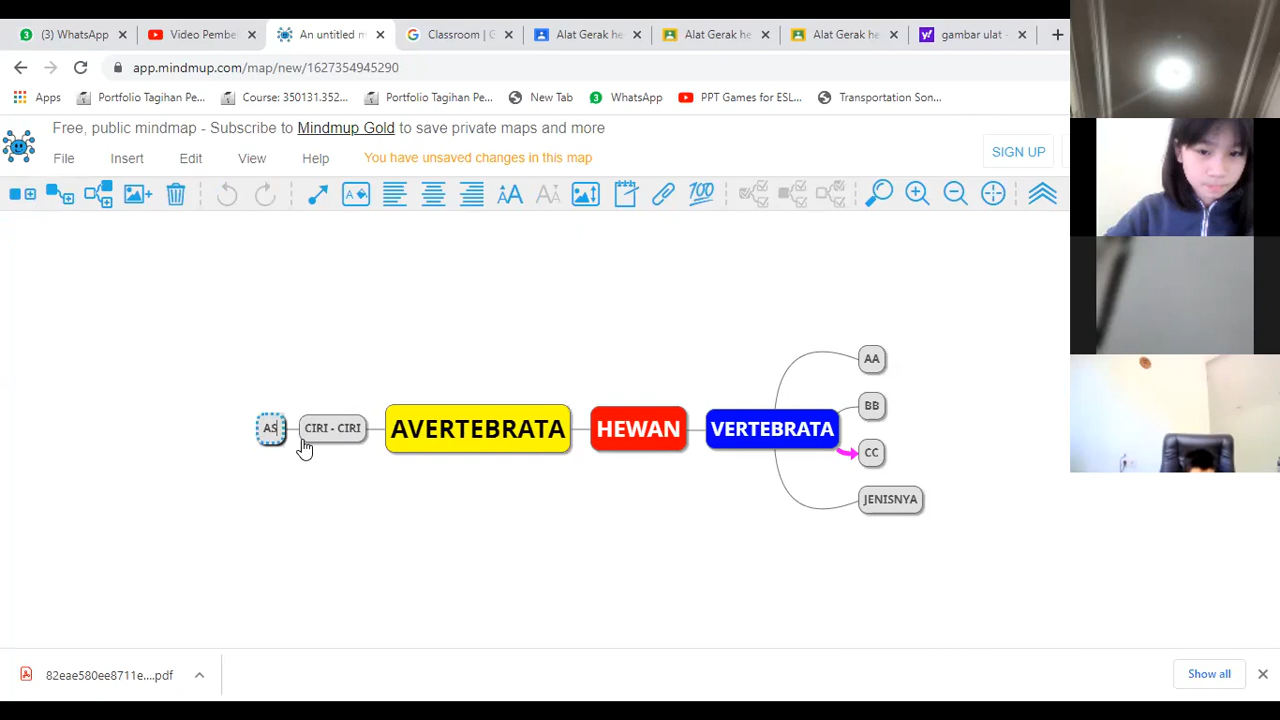 (3) WhatsApp
Video Pembe
An untitled m
Classroom | G
Alat Gerak he
Alat Gerak he
Alat Gerak he
gambar ulat -
app.mindmup.com/map/new/1627354945290
Apps
Portfolio Tagihan Pe...
Course: 350131.352...
Portfolio Tagihan Pe...
New Tab
WhatsApp
PPT Games for ESL...
Transportation Son...
Free, public mindmap - Subscribe to Mindmup Gold to save private maps and more
SIGN UP
File
Insert
Edit
View
Help
You have unsaved changes in this map
AS
CIRI - CIRI
AVERTEBRATA
HEWAN
VERTEBRATA
AA
BB
CC
JENISNYA
82eae580ee8711e....pdf
Show all